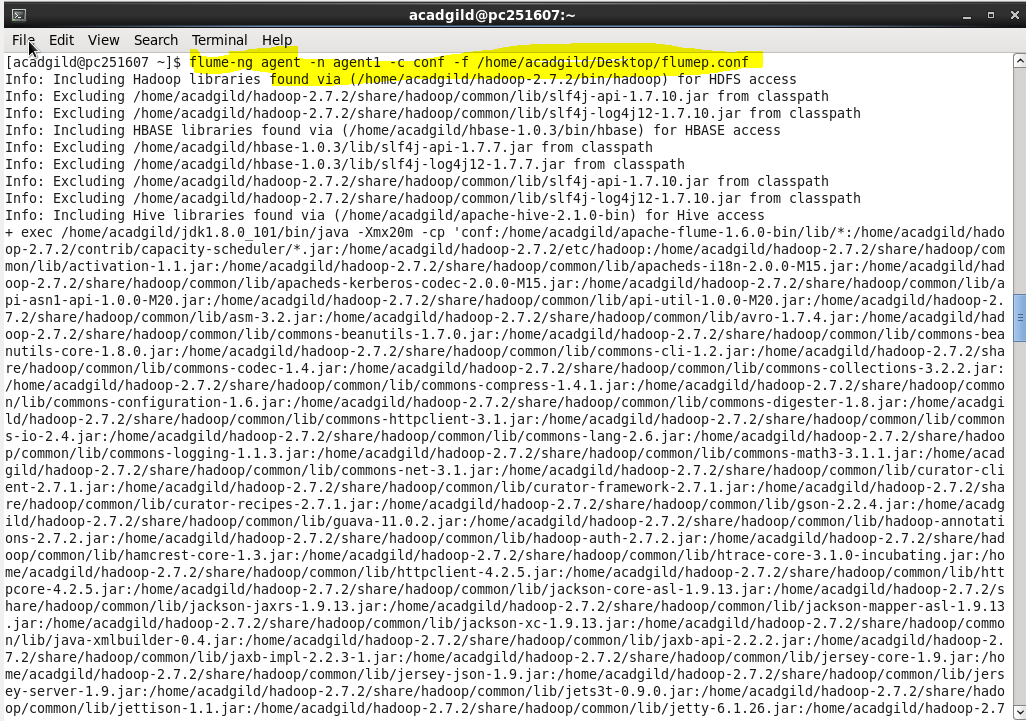 acadgild@pc251607:~
File Edit View Search Terminal Help
[acadgild@pc251607 ~]$ flume-ng agent -n agent1 -c conf -f /home/acadgild/Desktop/flumep.conf
Info: Including Hadoop libraries found via (/home/acadgild/hadoop-2.7.2/bin/hadoop) for HDFS access
Info: Excluding /home/acadgild/hadoop-2.7.2/share/hadoop/common/lib/slf4j-api-1.7.10.jar from classpath
Info: Excluding /home/acadgild/hadoop-2.7.2/share/hadoop/common/lib/slf4j-log4j12-1.7.10.jar from classpath
Info: Including HBASE libraries found via (/home/acadgild/hbase-1.0.3/bin/hbase) for HBASE access
Info: Excluding /home/acadgild/hbase-1.0.3/lib/slf4j-api-1.7.7.jar from classpath
Info: Excluding /home/acadgild/hbase-1.0.3/lib/slf4j-log4j12-1.7.7.jar from classpath
Info: Excluding /home/acadgild/hadoop-2.7.2/share/hadoop/common/lib/slf4j-api-1.7.10.jar from classpath
Info: Excluding /home/acadgild/hadoop-2.7.2/share/hadoop/common/lib/slf4j-log4j12-1.7.10.jar from classpath
Info: Including Hive libraries found via (/home/acadgild/apache-hive-2.1.0-bin) for Hive access
+ exec /home/acadgild/jdk1.8.0_101/bin/java -Xmx20m -cp 'conf:/home/acadgild/apache-flume-1.6.0-bin/lib/*:/home/acadgild/hado
op-2.7.2/contrib/capacity-scheduler/*.jar:/home/acadgild/hadoop-2.7.2/etc/hadoop:/home/acadgild/hadoop-2.7.2/share/hadoop/com
mon/lib/activation-1.1.jar:/home/acadgild/hadoop-2.7.2/share/hadoop/common/lib/apacheds-i18n-2.0.0-M15.jar:/home/acadgild/had
oop-2.7.2/share/hadoop/common/lib/apacheds-kerberos-codec-2.0.0-M15.jar:/home/acadgild/hadoop-2.7.2/share/hadoop/common/lib/a
pi-asn1-api-1.0.0-M20.jar:/home/acadgild/hadoop-2.7.2/share/hadoop/common/lib/api-util-1.0.0-M20.jar:/home/acadgild/hadoop-2.
7.2/share/hadoop/common/lib/asm-3.2.jar:/home/acadgild/hadoop-2.7.2/share/hadoop/common/lib/avro-1.7.4.jar:/home/acadgild/had
oop-2.7.2/share/hadoop/common/lib/commons-beanutils-1.7.0.jar:/home/acadgild/hadoop-2.7.2/share/hadoop/common/lib/commons-bea
nutils-core-1.8.0.jar:/home/acadgild/hadoop-2.7.2/share/hadoop/common/lib/commons-cli-1.2.jar:/home/acadgild/hadoop-2.7.2/sha
re/hadoop/common/lib/commons-codec-1.4.jar:/home/acadgild/hadoop-2.7.2/share/hadoop/common/lib/commons-collections-3.2.2.jar:
/home/acadgild/hadoop-2.7.2/share/hadoop/common/lib/commons-compress-1.4.1.jar:/home/acadgild/hadoop-2.7.2/share/hadoop/commo
n/lib/commons-configuration-1.6.jar:/home/acadgild/hadoop-2.7.2/share/hadoop/common/lib/commons-digester-1.8.jar:/home/acadgi
ld/hadoop-2.7.2/share/hadoop/common/lib/commons-httpclient-3.1.jar:/home/acadgild/hadoop-2.7.2/share/hadoop/common/lib/common
s-io-2.4.jar:/home/acadgild/hadoop-2.7.2/share/hadoop/common/lib/commons-lang-2.6.jar:/home/acadgild/hadoop-2.7.2/share/hadoo
p/common/lib/commons-logging-1.1.3.jar:/home/acadgild/hadoop-2.7.2/share/hadoop/common/lib/commons-math3-3.1.1.jar:/home/acad
gild/hadoop-2.7.2/share/hadoop/common/lib/commons-net-3.1.jar:/home/acadgild/hadoop-2.7.2/share/hadoop/common/lib/curator-cli
ent-2.7.1.jar:/home/acadgild/hadoop-2.7.2/share/hadoop/common/lib/curator-framework-2.7.1.jar:/home/acadgild/hadoop-2.7.2/sha
re/hadoop/common/lib/curator-recipes-2.7.1.jar:/home/acadgild/hadoop-2.7.2/share/hadoop/common/lib/gson-2.2.4.jar:/home/acadg
ild/hadoop-2.7.2/share/hadoop/common/lib/guava-11.0.2.jar:/home/acadgild/hadoop-2.7.2/share/hadoop/common/lib/hadoop-annotati
ons-2.7.2.jar:/home/acadgild/hadoop-2.7.2/share/hadoop/common/lib/hadoop-auth-2.7.2.jar:/home/acadgild/hadoop-2.7.2/share/had
oop/common/lib/hamcrest-core-1.3.jar:/home/acadgild/hadoop-2.7.2/share/hadoop/common/lib/htrace-core-3.1.0-incubating.jar:/ho
me/acadgild/hadoop-2.7.2/share/hadoop/common/lib/httpclient-4.2.5.jar:/home/acadgild/hadoop-2.7.2/share/hadoop/common/lib/htt
pcore-4.2.5.jar:/home/acadgild/hadoop-2.7.2/share/hadoop/common/lib/jackson-core-asl-1.9.13.jar:/home/acadgild/hadoop-2.7.2/s
hare/hadoop/common/lib/jackson-jaxrs-1.9.13.jar:/home/acadgild/hadoop-2.7.2/share/hadoop/common/lib/jackson-mapper-asl-1.9.13
.jar:/home/acadgild/hadoop-2.7.2/share/hadoop/common/lib/jackson-xc-1.9.13.jar:/home/acadgild/hadoop-2.7.2/share/hadoop/commo
n/lib/java-xmlbuilder-0.4.jar:/home/acadgild/hadoop-2.7.2/share/hadoop/common/lib/jaxb-api-2.2.2.jar:/home/acadgild/hadoop-2.
7.2/share/hadoop/common/lib/jaxb-impl-2.2.3-1.jar:/home/acadgild/hadoop-2.7.2/share/hadoop/common/lib/jersey-core-1.9.jar:/ho
me/acadgild/hadoop-2.7.2/share/hadoop/common/lib/jersey-json-1.9.jar:/home/acadgild/hadoop-2.7.2/share/hadoop/common/lib/jers
ey-server-1.9.jar:/home/acadgild/hadoop-2.7.2/share/hadoop/common/lib/jets3t-0.9.0.jar:/home/acadgild/hadoop-2.7.2/share/hado
op/common/lib/jettison-1.1.jar:/home/acadgild/hadoop-2.7.2/share/hadoop/common/lib/jetty-6.1.26.jar:/home/acadgild/hadoop-2.7